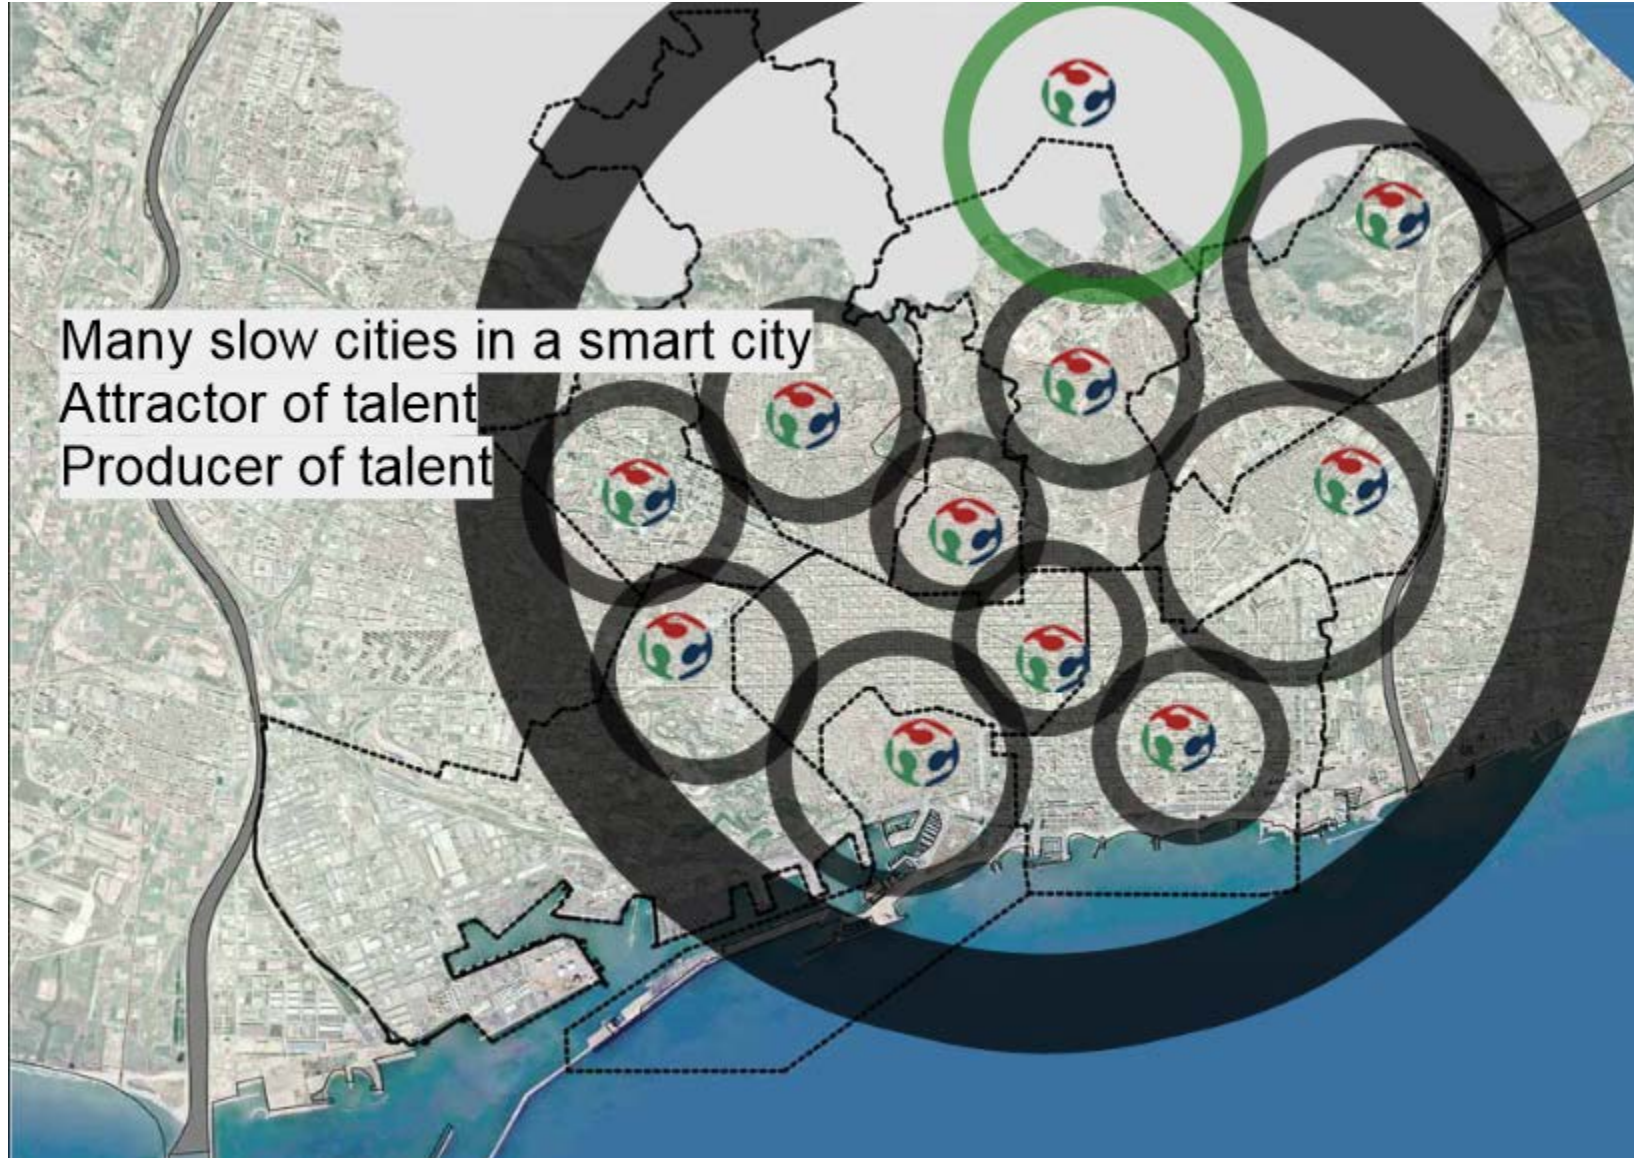 Many slow cities in a smart city
Attractor of talent
Producer of talent